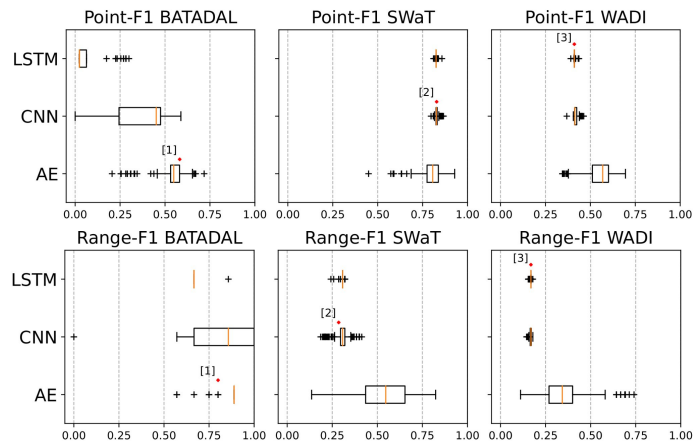 Point-F1 BATADAL
Point-F1 SWaT
Point-F1 WADI
LSTM
CNN
AE
[1]
[2]
[3]
0.00 0.25 0.50 0.75 1.00
0.00 0.25 0.50 0.75 1.00
0.00 0.25 0.50 0.75 1.00
Range-F1 BATADAL
Range-F1 SWaT
Range-F1 WADI
LSTM
CNN
AE
[1]
[2]
[3]
0.00 0.25 0.50 0.75 1.00
0.00 0.25 0.50 0.75 1.00
0.00 0.25 0.50 0.75 1.00